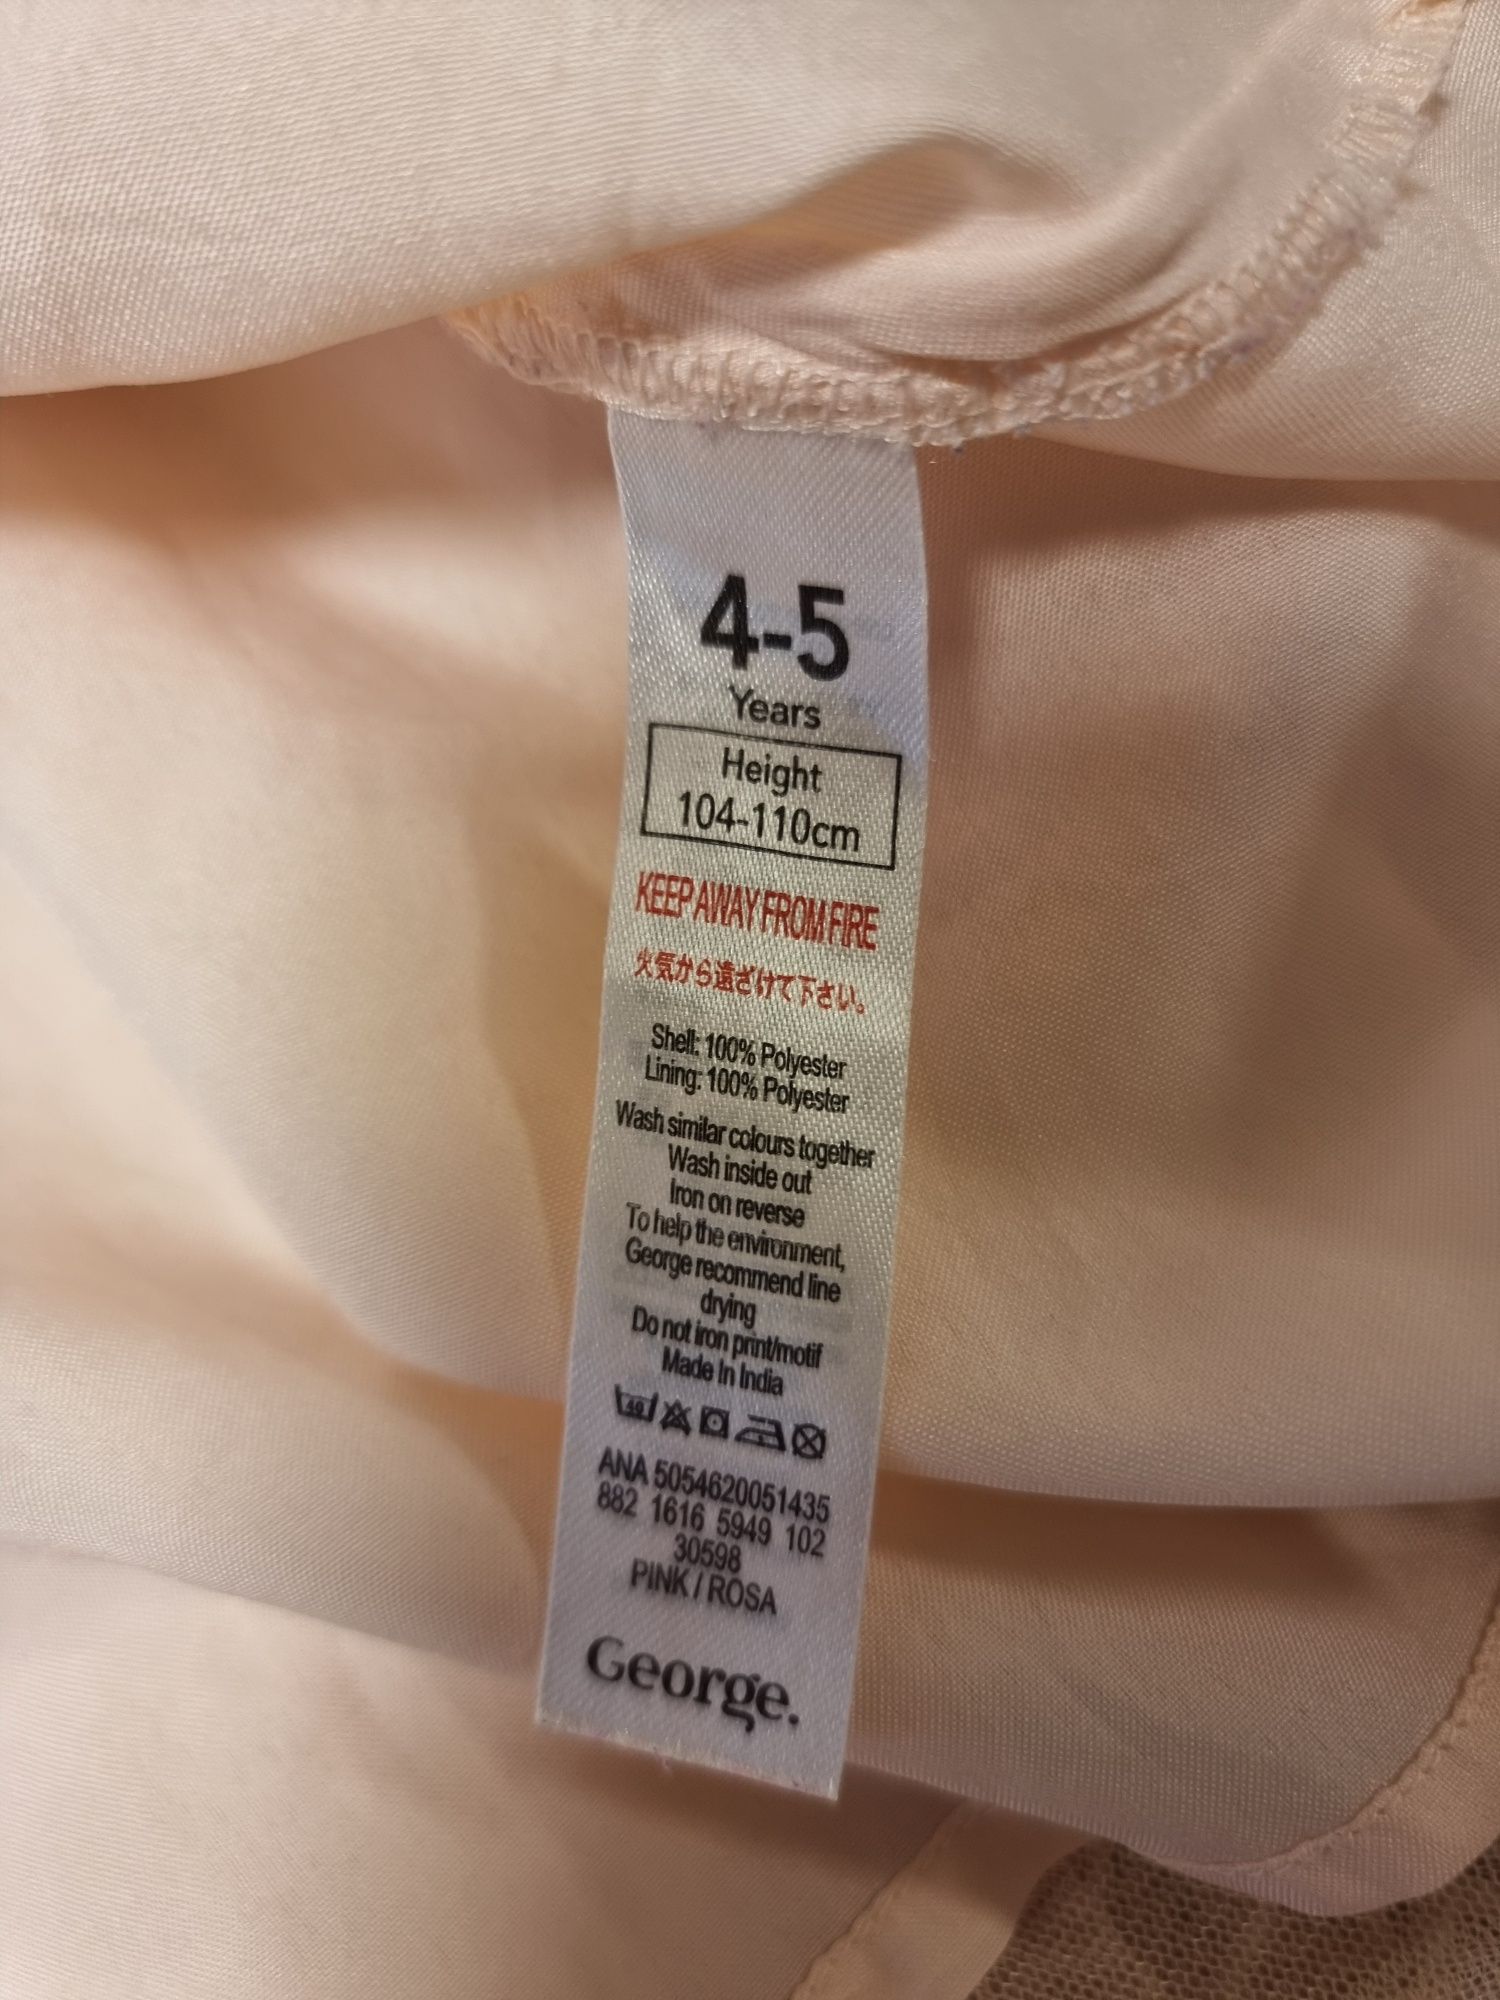 4-5
Years
Height
104-110cm
KEEP AWAY FROM FIRE
火気から遠ざけて下さい。
Shell: 100% Polyester
Lining: 100% Polyester
Wash similar colours together
Wash inside out
Iron on reverse
To help the environment,
George recommend line
drying
Do not iron print/motif
Made In India
40
ANA 5054620051435
882 1616 5949 102
30598
PINK / ROSA
George.